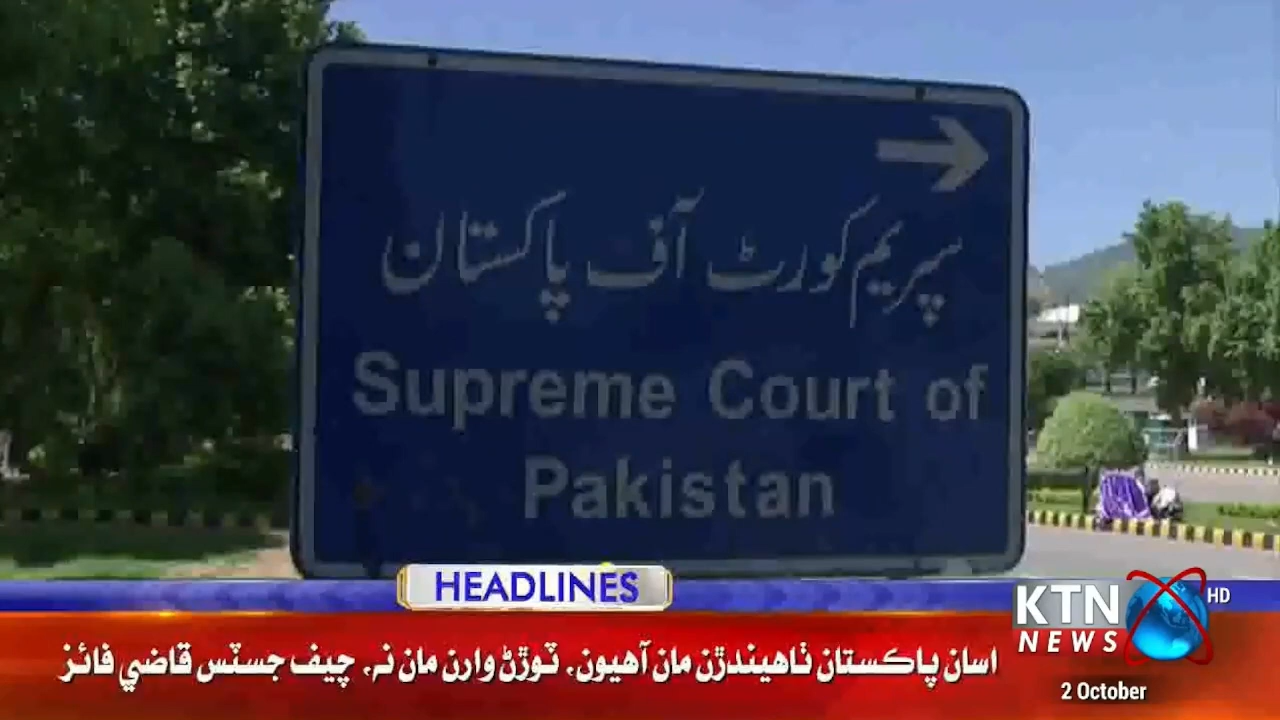 سپریم کورٹ آف پاکستان
Supreme Court of
Pakistan
HEADLINES
اسان پاڪستان ٺاهيندڙن مان آهيون، ٽوڙڻ وارن مان نہ، چيف جسٽس قاضي فائز
KTN
NEWS
HD
2 October